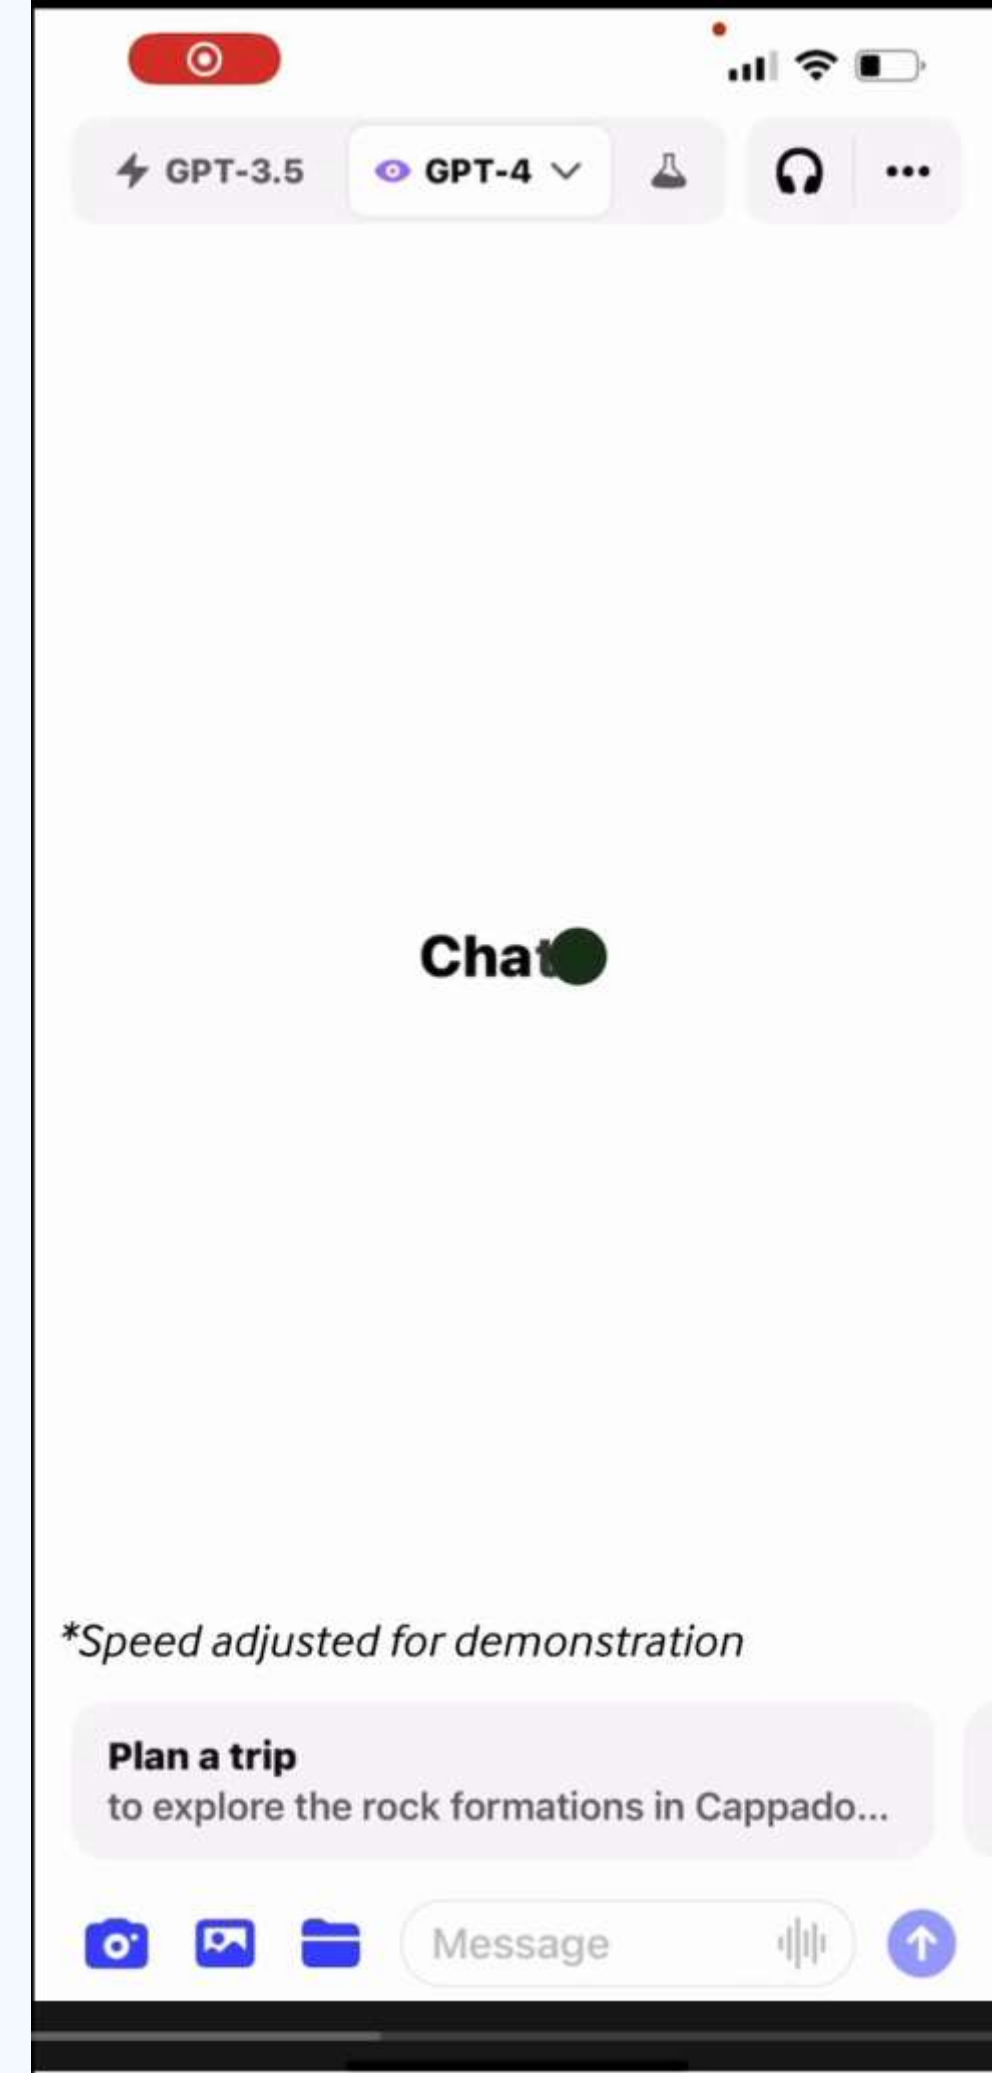 GPT-3.5 GPT-4
Chat
*Speed adjusted for demonstration
Plan a trip
to explore the rock formations in Cappado...
Message